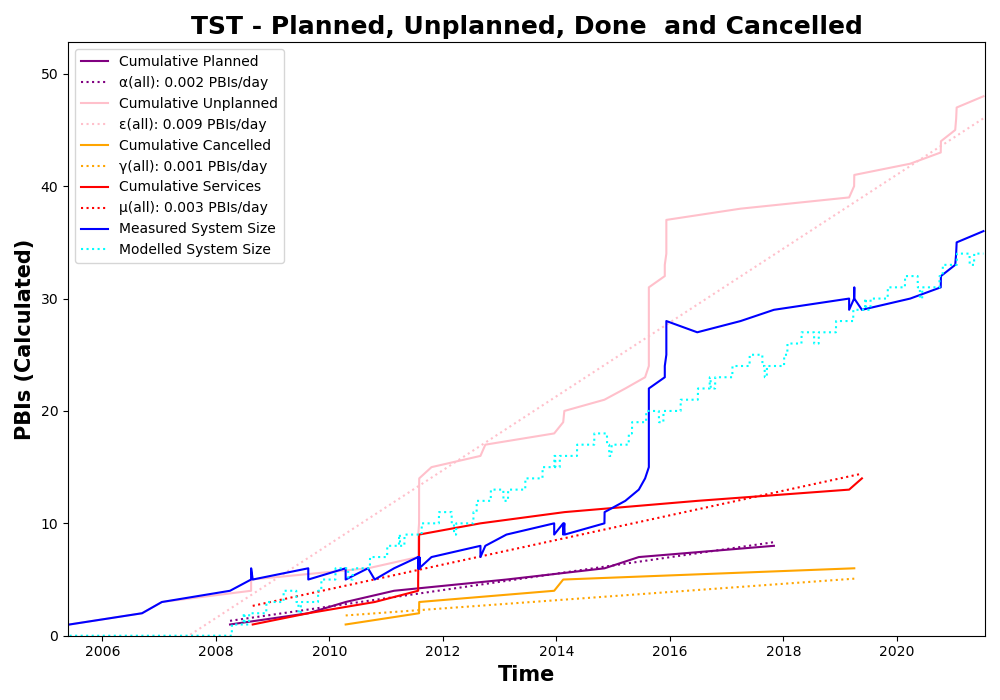 TST - Planned, Unplanned, Done  and Cancelled
Cumulative Planned
α(all): 0.002 PBIs/day
Cumulative Unplanned
ε(all): 0.009 PBIs/day
Cumulative Cancelled
γ(all): 0.001 PBIs/day
Cumulative Services
μ(all): 0.003 PBIs/day
Measured System Size
Modelled System Size
PBIs (Calculated)
50
40
30
20
10
0
2006 2008 2010 2012 2014 2016 2018 2020
Time